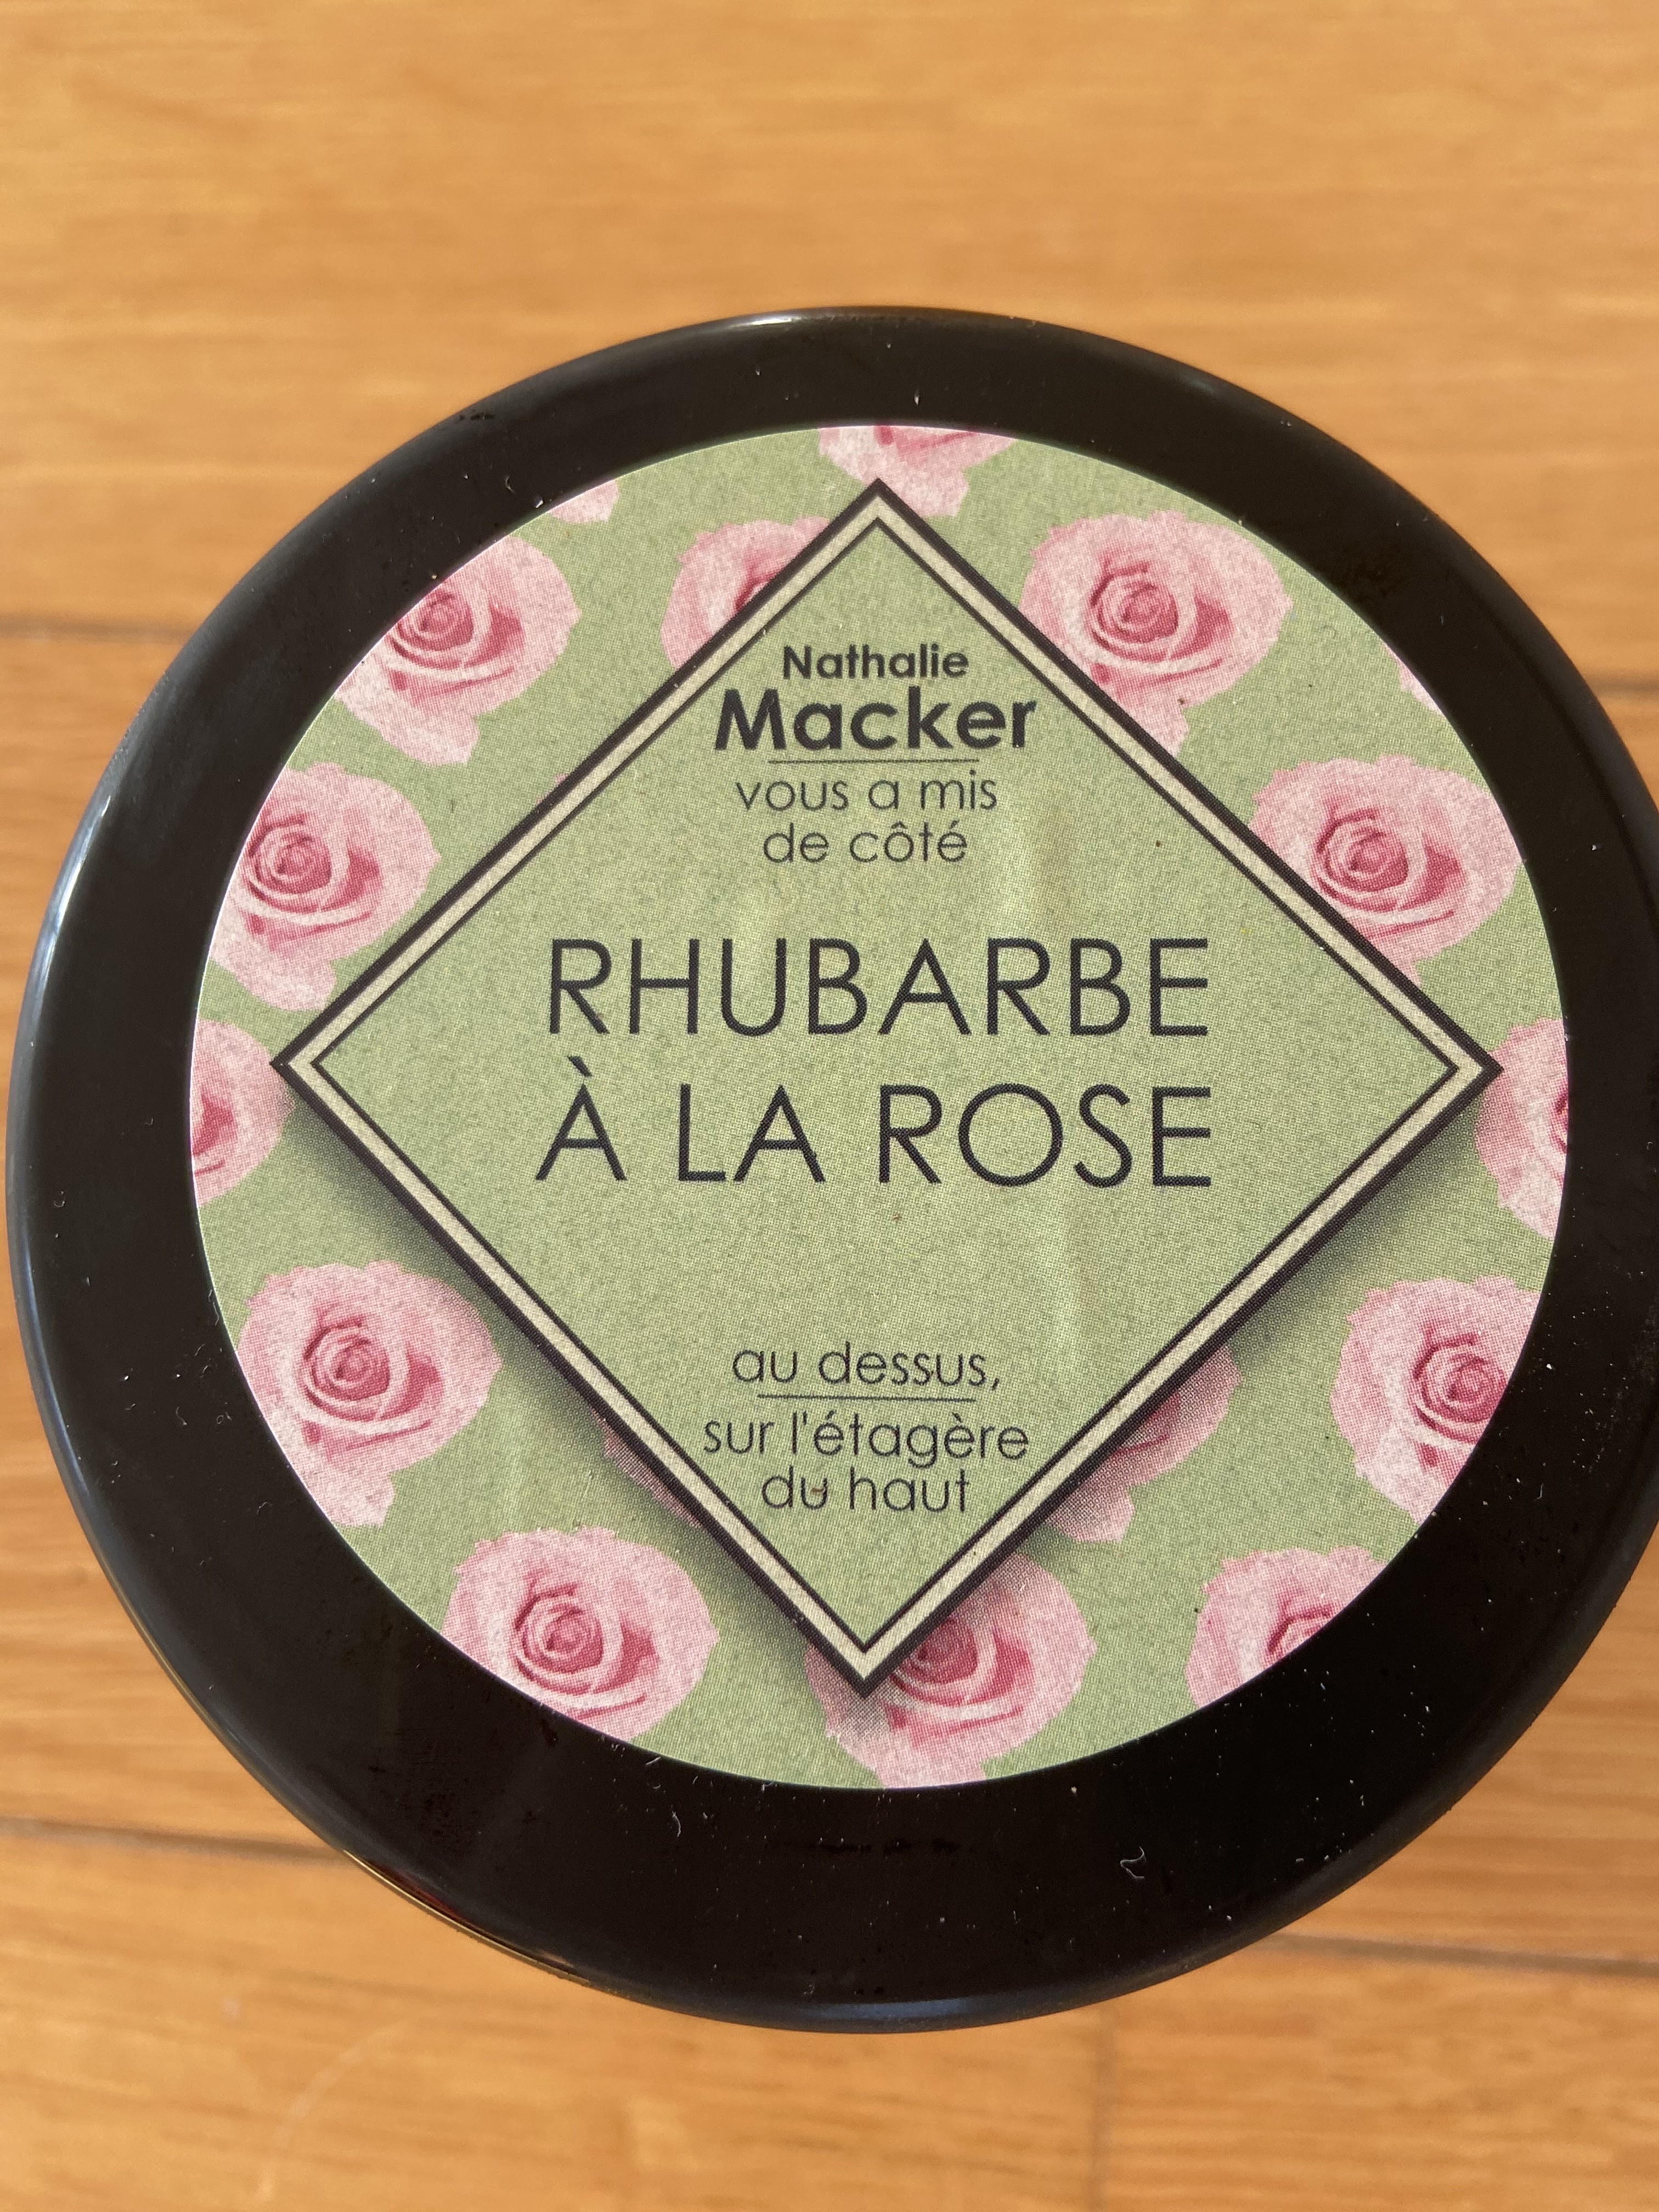 Nathalie
Macker
vous a mis
de côté
RHUBARBE
À LA ROSE
au dessus,
sur l'étagère
du haut